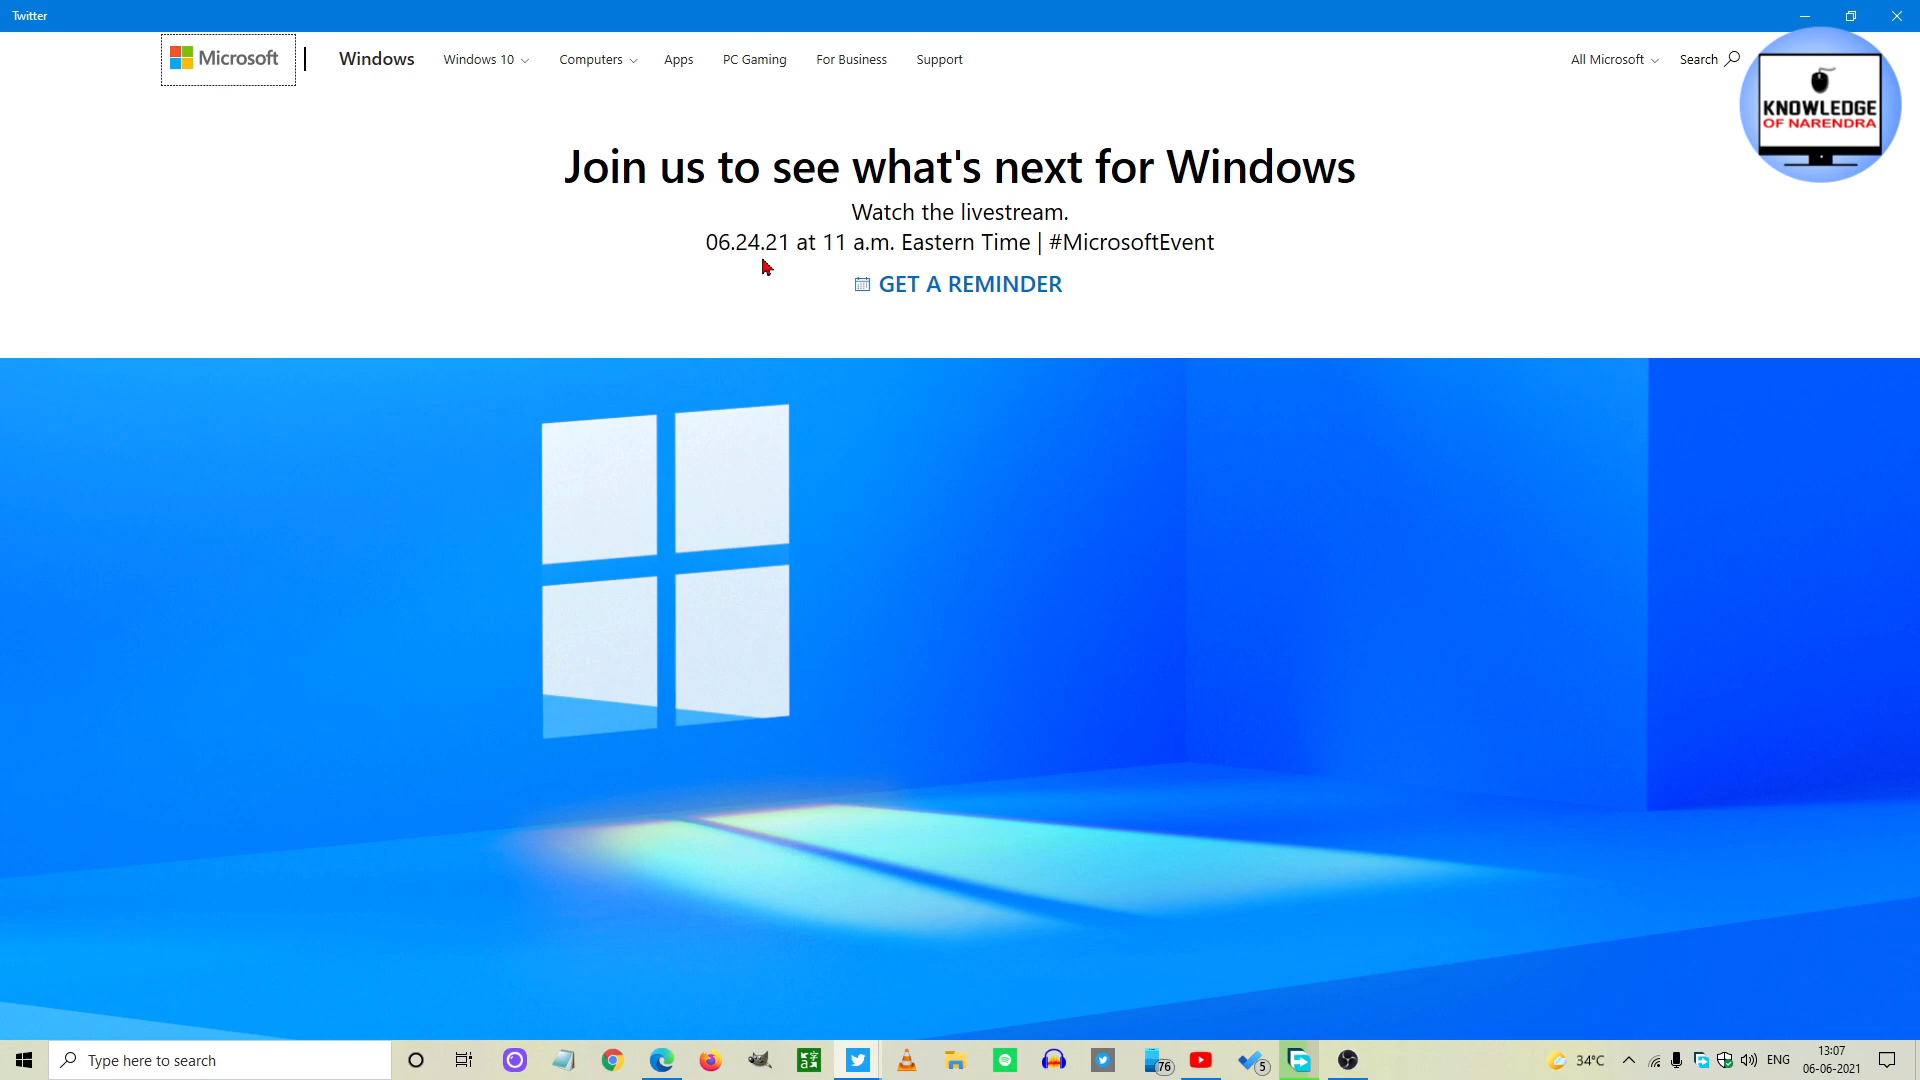 Twitter
Microsoft
Windows
Windows 10
Computers
Apps
PC Gaming
For Business
Support
All Microsoft
Search
KNOWLEDGE
OF NARENDRA
Join us to see what's next for Windows
Watch the livestream.
06.24.21 at 11 a.m. Eastern Time | #MicrosoftEvent
GET A REMINDER
Type here to search
76
5
34°C
ENG
13:07
06-06-2021